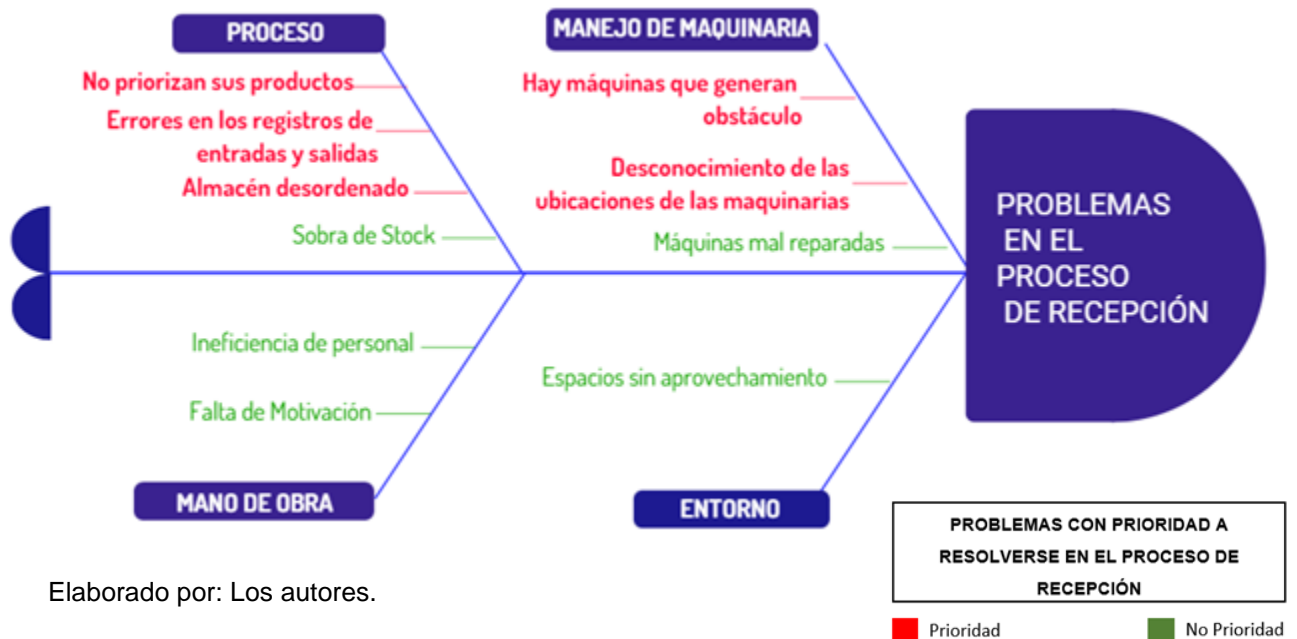 PROCESO
No priorizan sus productos
Errores en los registros de
entradas y salidas
Almacén desordenado
Sobra de Stock
MANEJO DE MAQUINARIA
Hay máquinas que generan
obstáculo
Desconocimiento de las
ubicaciones de las maquinarias
Máquinas mal reparadas
PROBLEMAS
EN EL
PROCESO
DE RECEPCIÓN
Ineficiencia de personal
Falta de Motivación
MANO DE OBRA
Espacios sin aprovechamiento
ENTORNO
PROBLEMAS CON PRIORIDAD A
RESOLVERSE EN EL PROCESO DE
RECEPCIÓN
Prioridad
No Prioridad
Elaborado por: Los autores.